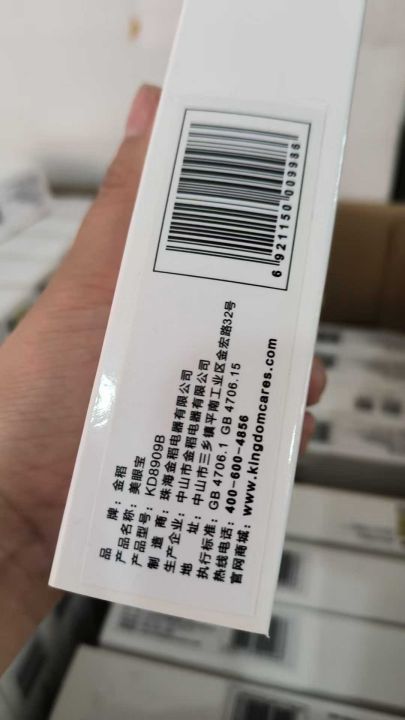 6 921150 009986
品　　牌：金稻
产品名称：美眼宝
产品型号：KD8909B
制 造 商：珠海金稻电器有限公司
生产企业：中山市金稻电器有限公司
地　　址：中山市三乡镇平南工业区金宏路32号
执行标准：GB 4706.1 GB 4706.15
热线电话：400-600-4856
官网商城：www.kingdomcares.com